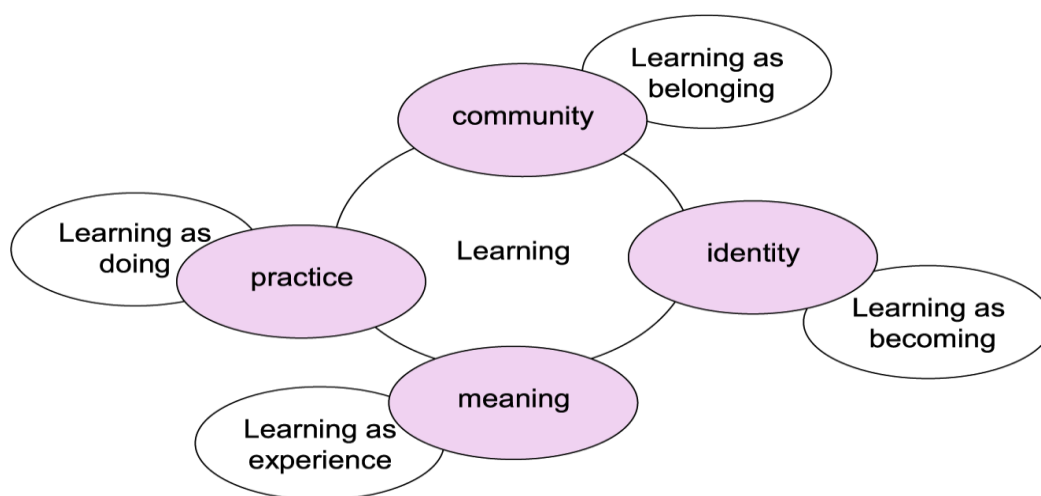 Learning as
belonging
community
Learning as
doing
practice
Learning
identity
Learning as
becoming
meaning
Learning as
experience